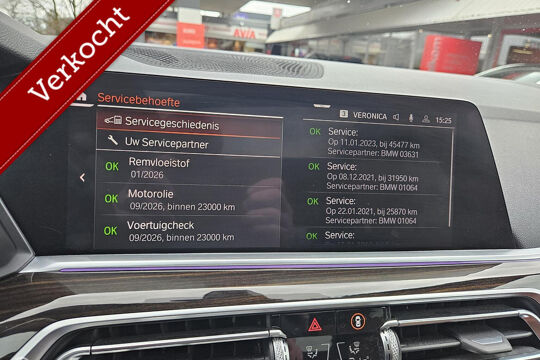 Verkocht
AVIA
Servicebehoefte
3 VERONICA 15:25
Servicegeschiedenis
Uw Servicepartner
OK Remvloeistof
01/2026
OK Motorolie
09/2026, binnen 23000 km
OK Voertuigcheck
09/2026, binnen 23000 km
OK Service:
Op 11.01.2023, bij 45477 km
Servicepartner: BMW 03631
OK Service:
Op 08.12.2021, bij 31950 km
Servicepartner: BMW 01064
OK Service:
Op 22.01.2021, bij 25870 km
Servicepartner: BMW 01064
OK Service: